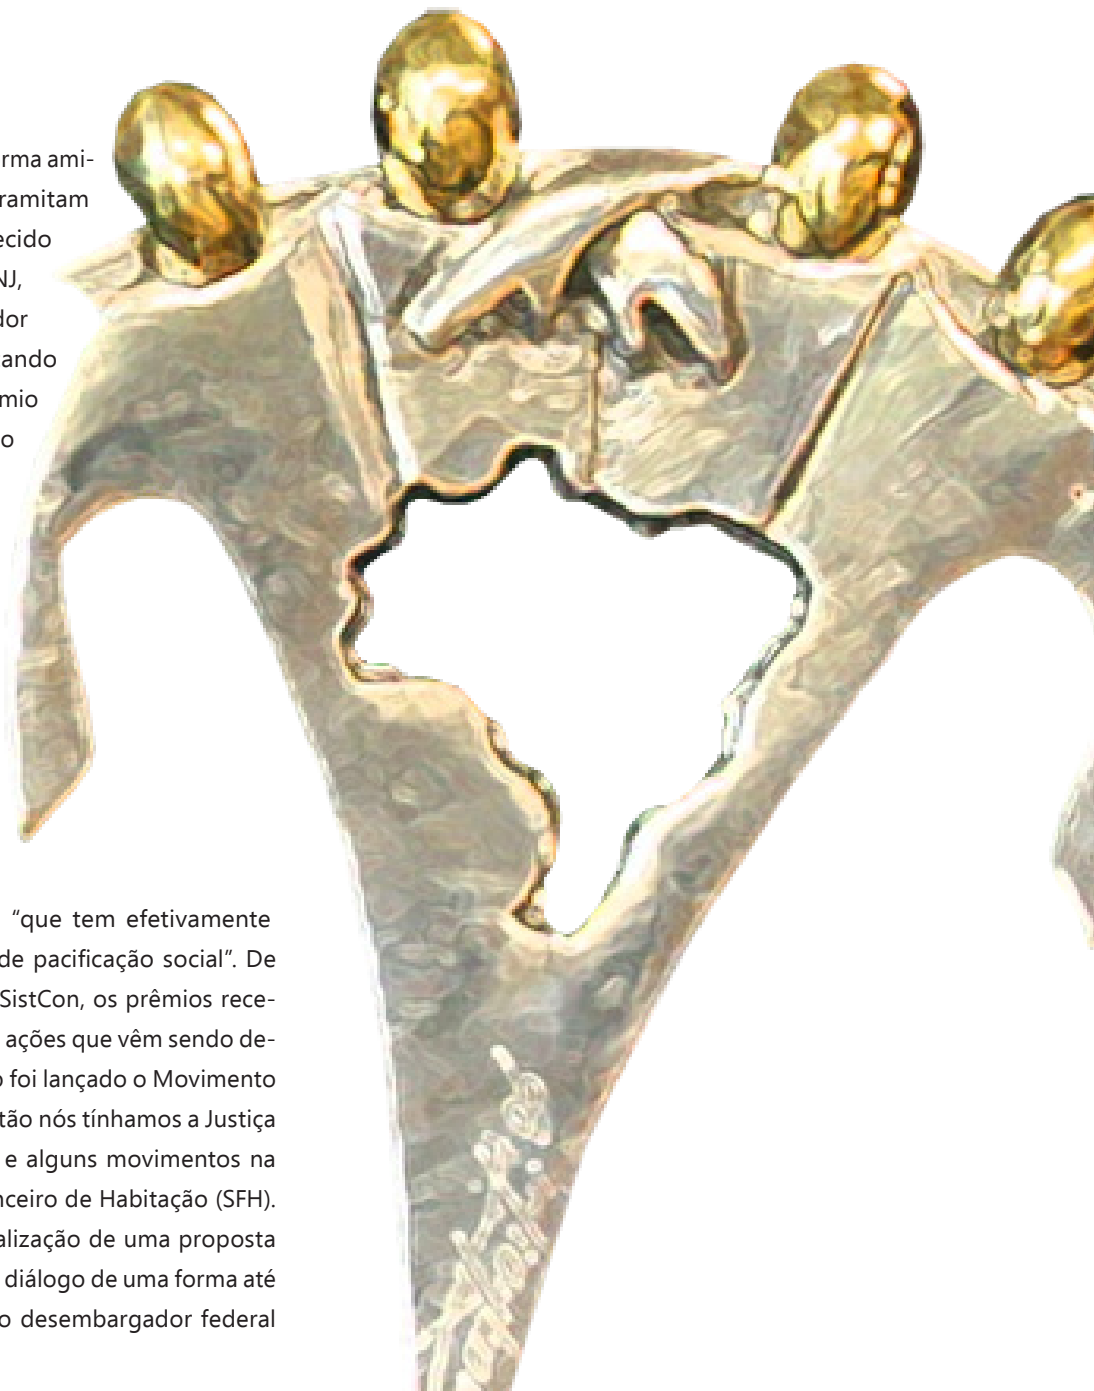 rma ami-
ramitam
ecido
NJ,
dor
ando
mio
o
“que tem efetivamente
de pacificação social”. De
SistCon, os prêmios rece-
ações que vêm sendo de-
o foi lançado o Movimento
tão nós tínhamos a Justiça
e alguns movimentos na
nceiro de Habitação (SFH).
alização de uma proposta
diálogo de uma forma até
o desembargador federal